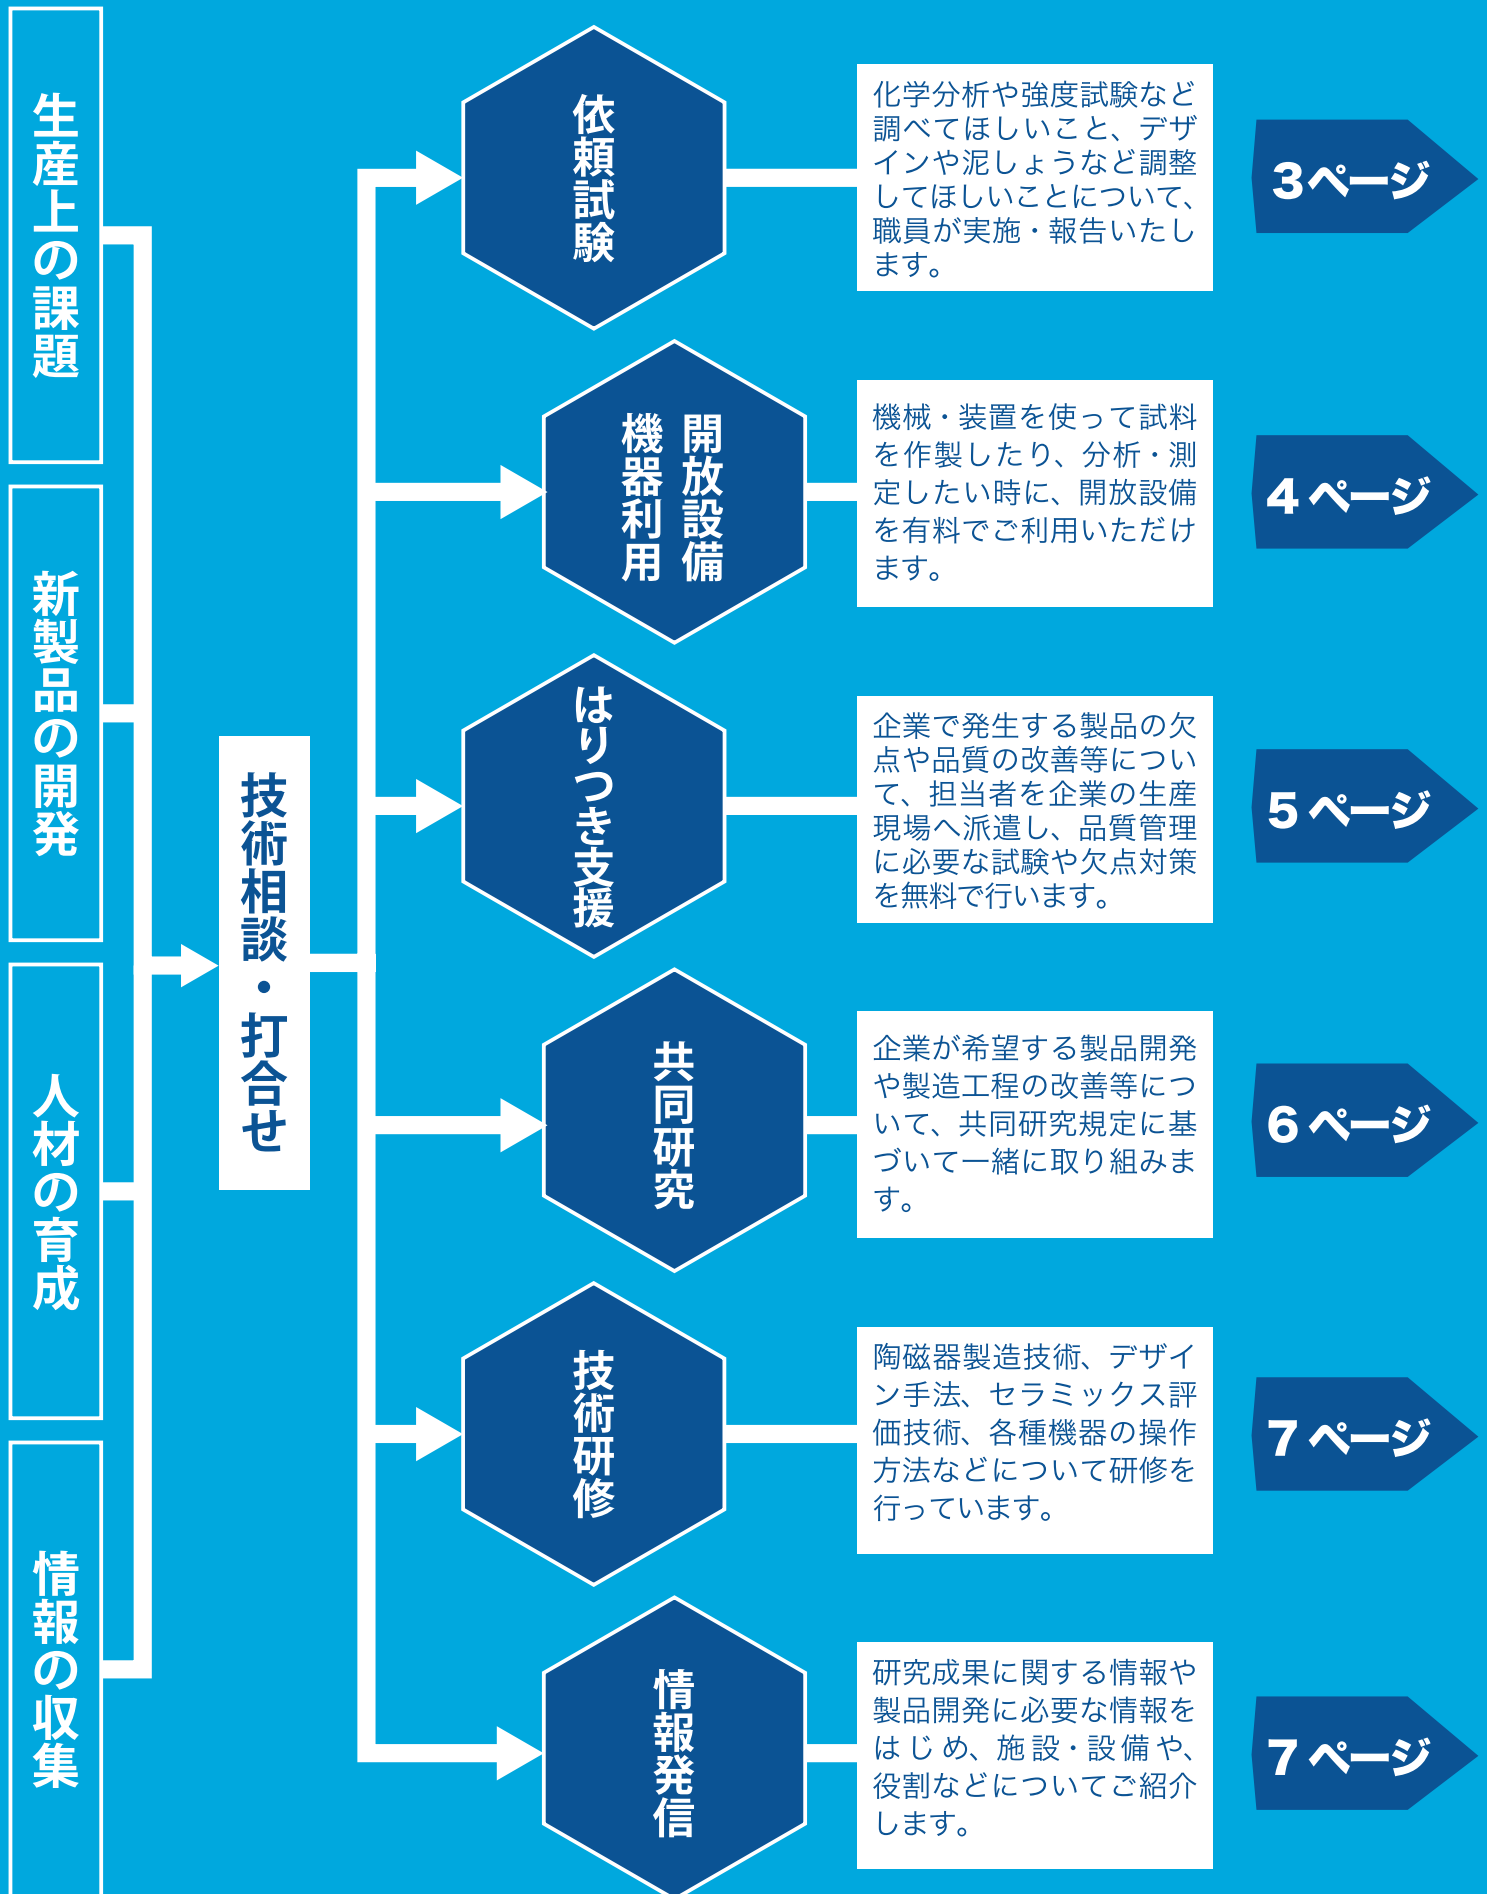 生産上の課題
新製品の開発
人材の育成
情報の収集
技術相談・打合せ
依頼試験
化学分析や強度試験など
調べてほしいこと、デザ
インや泥しょうなど調整
してほしいことについて、
職員が実施・報告いたし
ます。
3ページ
開放設備
機器利用
機械・装置を使って試料
を作製したり、分析・測
定したい時に、開放設備
を有料でご利用いただけ
ます。
4ページ
はりつき支援
企業で発生する製品の欠
点や品質の改善等につい
て、担当者を企業の生産
現場へ派遣し、品質管理
に必要な試験や欠点対策
を無料で行います。
5ページ
共同研究
企業が希望する製品開発
や製造工程の改善等につ
いて、共同研究規定に基
づいて一緒に取り組みま
す。
6ページ
技術研修
陶磁器製造技術、デザイ
ン手法、セラミックス評
価技術、各種機器の操作
方法などについて研修を
行っています。
7ページ
情報発信
研究成果に関する情報や
製品開発に必要な情報を
はじめ、施設・設備や、
役割などについてご紹介
します。
7ページ